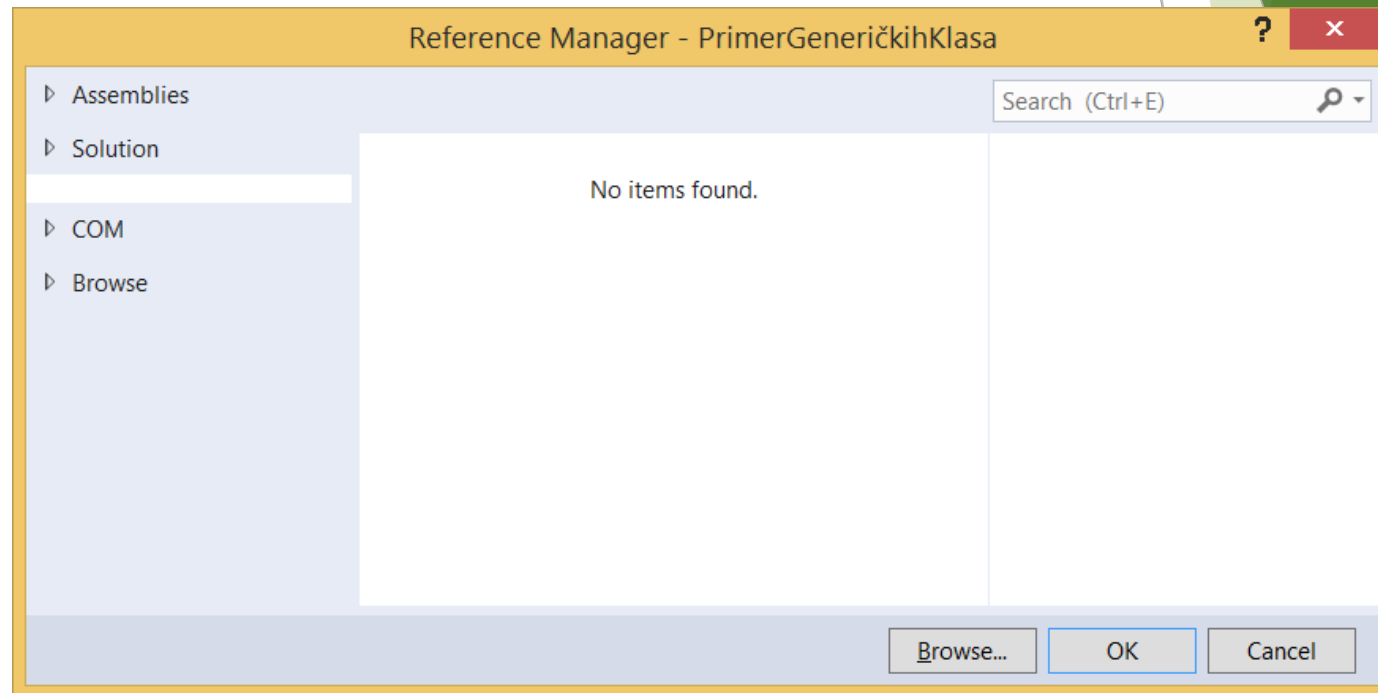 Reference Manager - PrimerGeneričkihKlasa
?
Assemblies
Search (Ctrl+E)
Solution
No items found.
COM
Browse
Browse...
OK
Cancel